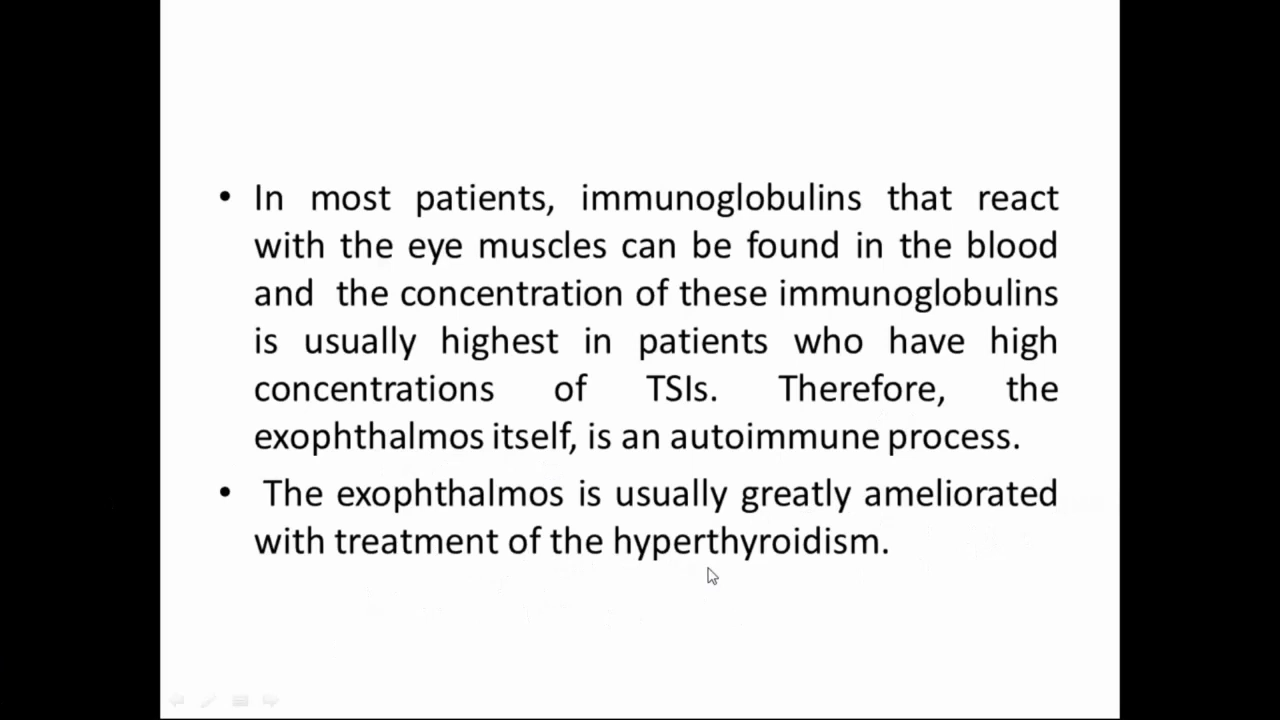 • In most patients, immunoglobulins that react
with the eye muscles can be found in the blood
and the concentration of these immunoglobulins
is usually highest in patients who have high
concentrations of TSIs. Therefore, the
exophthalmos itself, is an autoimmune process.
• The exophthalmos is usually greatly ameliorated
with treatment of the hyperthyroidism.